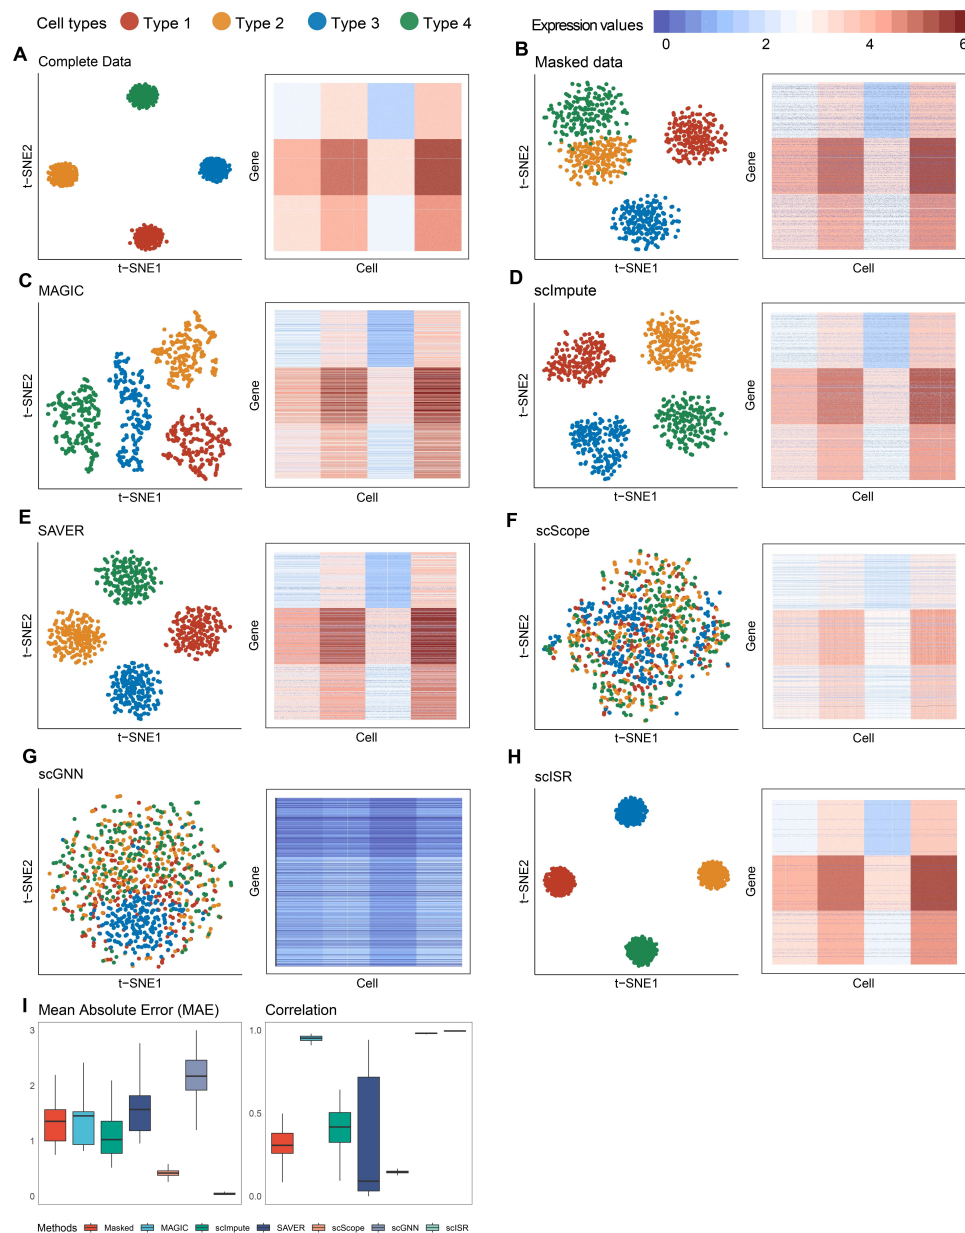 Cell types Type 1 Type 2 Type 3 Type 4
Expression values
0 2 4 6
A
Complete Data
t-SNE2
t-SNE1
Gene
Cell
B
Masked data
t-SNE2
t-SNE1
Gene
Cell
C
MAGIC
t-SNE2
t-SNE1
Gene
Cell
D
scImpute
t-SNE2
t-SNE1
Gene
Cell
E
SAVER
t-SNE2
t-SNE1
Gene
Cell
F
scScope
t-SNE2
t-SNE1
Gene
Cell
G
scGNN
t-SNE2
t-SNE1
Gene
Cell
H
scISR
t-SNE2
t-SNE1
Gene
Cell
I
Mean Absolute Error (MAE)
3
2
1
0
Correlation
1.0
0.5
0.0
Methods Masked MAGIC scImpute SAVER scScope scGNN scISR